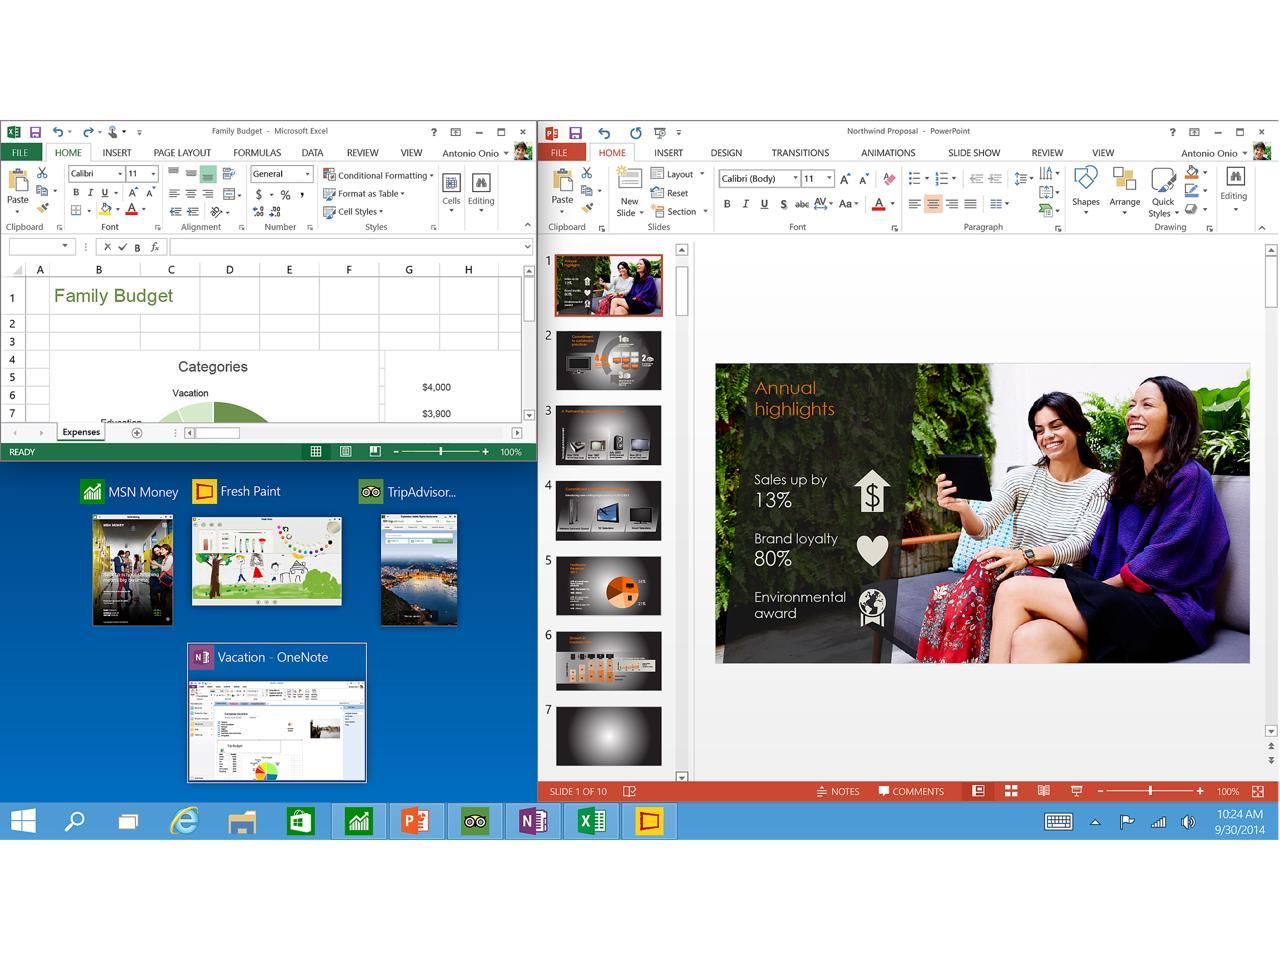 Family Budget - Microsoft Excel
?
FILE HOME INSERT PAGE LAYOUT FORMULAS DATA REVIEW VIEW Antonio Onio
Paste
Calibri 11
General
Conditional Formatting
Format as Table
Cell Styles
Cells
Editing
B I U
$ % ,
Clipboard Font Alignment Number Styles
fx
A B C D E F G H
1 Family Budget
2
3
4 Categories
5 $4,000
6 Vacation
7 $3,900
Education
Expenses
READY 100%
Northwind Proposal - PowerPoint
?
FILE HOME INSERT DESIGN TRANSITIONS ANIMATIONS SLIDE SHOW REVIEW VIEW Antonio Onio
Paste
New Slide
Layout
Reset
Section
Calibri (Body) 11
B I U S abc AV Aa A
Shapes
Arrange
Quick Styles
Editing
Clipboard Slides Font Paragraph Drawing
1
2
3
4
5
6
7
Annual
highlights
Sales up by
13%
Brand loyalty
80%
Environmental
award
SLIDE 1 OF 10 NOTES COMMENTS 100%
MSN Money
Fresh Paint
TripAdvisor...
Vacation - OneNote
10:24 AM
9/30/2014